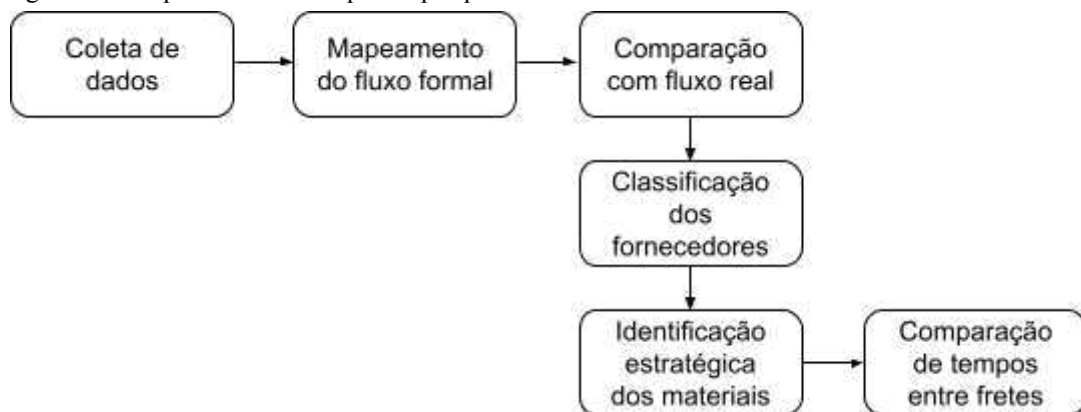 Coleta de
dados
Mapeamento
do fluxo formal
Comparação
com fluxo real
Classificação
dos
fornecedores
Identificação
estratégica
dos materiais
Comparação
de tempos
entre fretes